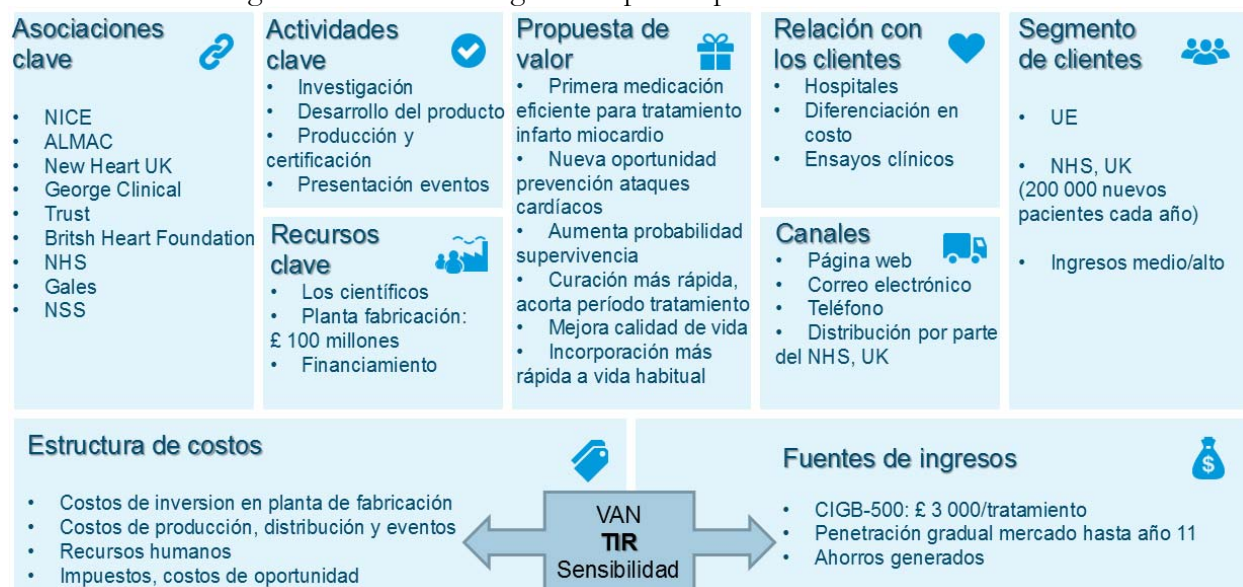 Asociaciones
clave
• NICE
• ALMAC
• New Heart UK
• George Clinical
• Trust
• Britsh Heart Foundation
• NHS
• Gales
• NSS
Actividades
clave
• Investigación
• Desarrollo del producto
• Producción y
certificación
• Presentación eventos
Recursos
clave
• Los científicos
• Planta fabricación:
£ 100 millones
• Financiamiento
Propuesta de
valor
• Primera medicación
eficiente para tratamiento
infarto miocardio
• Nueva oportunidad
prevención ataques
cardíacos
• Aumenta probabilidad
supervivencia
• Curación más rápida,
acorta período tratamiento
• Mejora calidad de vida
• Incorporación más
rápida a vida habitual
Relación con
los clientes
• Hospitales
• Diferenciación en
costo
• Ensayos clínicos
Canales
• Página web
• Correo electrónico
• Teléfono
• Distribución por parte
del NHS, UK
Segmento
de clientes
• UE
• NHS, UK
(200 000 nuevos
pacientes cada año)
• Ingresos medio/alto
Estructura de costos
• Costos de inversion en planta de fabricación
• Costos de producción, distribución y eventos
• Recursos humanos
• Impuestos, costos de oportunidad
VAN
TIR
Sensibilidad
Fuentes de ingresos
• CIGB-500: £ 3 000/tratamiento
• Penetración gradual mercado hasta año 11
• Ahorros generados